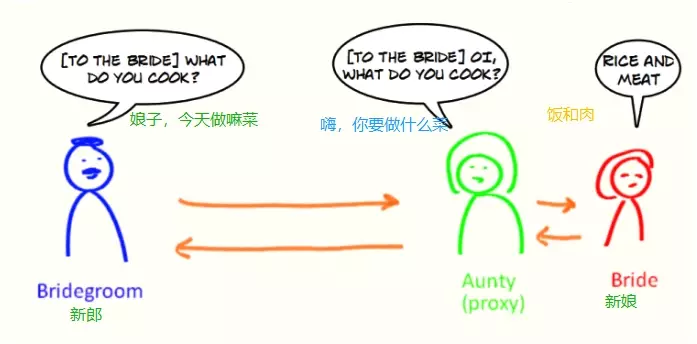 [TO THE BRIDE] WHAT
DO YOU COOK?
[TO THE BRIDE] OI,
WHAT DO YOU COOK?
RICE AND
MEAT
娘子，今天做嘛菜
嗨，你要做什么菜
饭和肉
Bridegroom
新郎
Aunty
(proxy)
Bride
新娘